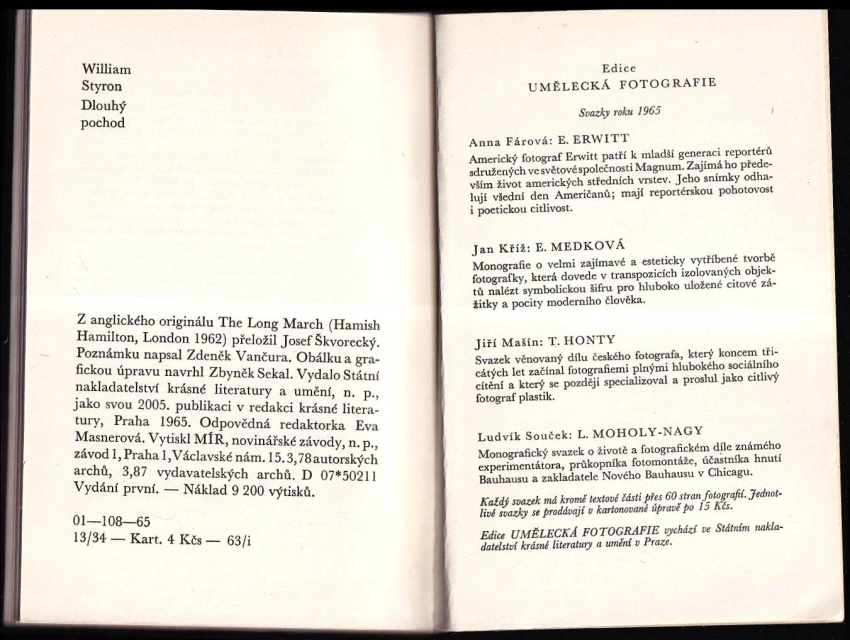 William
Styron
Dlouhý
pochod
Z anglického originálu The Long March (Hamish
Hamilton, London 1962) přeložil Josef Škvorecký.
Poznámku napsal Zdeněk Vančura. Obálku a gra-
fickou úpravu navrhl Zbyněk Sekal. Vydalo Státní
nakladatelství krásné literatury a umění, n. p.,
jako svou 2005. publikaci v redakci krásné litera-
tury, Praha 1965. Odpovědná redaktorka Eva
Masnerová. Vytiskl MÍR, novinářské závody, n. p.,
závod 1, Praha 1, Václavské nám. 15. 3,78 autorských
archů, 3,87 vydavatelských archů. D 07*50211
Vydání první. — Náklad 9 200 výtisků.
01—108—65
13/34 — Kart. 4 Kčs — 63/i
Edice
UMĚLECKÁ FOTOGRAFIE
Svazky roku 1965
Anna Fárová: E. ERWITT
Americký fotograf Erwitt patří k mladší generaci reportérů
sdružených ve světové společnosti Magnum. Zajímá ho přede-
vším život amerických středních vrstev. Jeho snímky odha-
lují všední den Američanů; mají reportérskou pohotovost
i poetickou citlivost.
Jan Kříž: E. MEDKOVÁ
Monografie o velmi zajímavé a esteticky vytříbené tvorbě
fotografky, která dovede v transpozicích izolovaných objek-
tů nalézt symbolickou šifru pro hluboko uložené citové zá-
žitky a pocity moderního člověka.
Jiří Mašín: T. HONTY
Svazek věnovaný dílu českého fotografa, který koncem tři-
cátých let začínal fotografiemi plnými hlubokého sociálního
cítění a který se později specializoval a proslul jako citlivý
fotograf plastik.
Ludvík Souček: L. MOHOLY-NAGY
Monografický svazek o životě a fotografickém díle známého
experimentátora, průkopníka fotomontáže, účastníka hnutí
Bauhausu a zakladatele Nového Bauhausu v Chicagu.
Každý svazek má kromě textové části přes 60 stran fotografií. Jednot-
livé svazky se prodávají v kartonované úpravě po 15 Kčs.
Edice UMĚLECKÁ FOTOGRAFIE vychází ve Státním nakla-
datelství krásné literatury a umění v Praze.